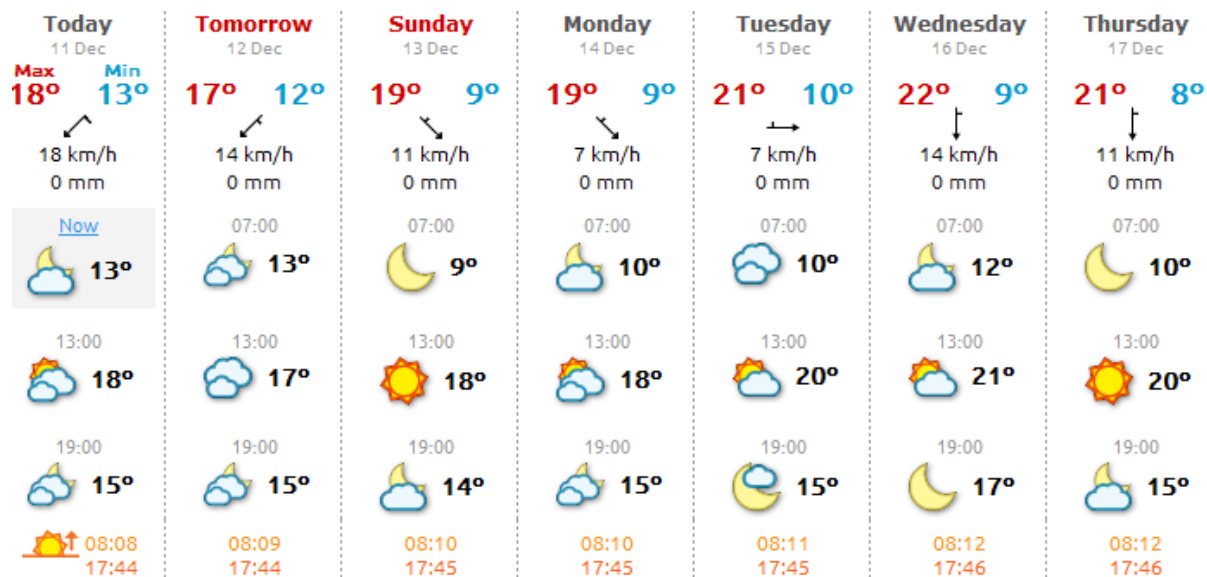 Today Tomorrow Sunday Monday Tuesday Wednesday Thursday
11 Dec 12 Dec 13 Dec 14 Dec 15 Dec 16 Dec 17 Dec
Max Min
18º 13º 17º 12º 19º 9º 19º 9º 21º 10º 22º 9º 21º 8º
18 km/h 14 km/h 11 km/h 7 km/h 7 km/h 14 km/h 11 km/h
0 mm 0 mm 0 mm 0 mm 0 mm 0 mm 0 mm
Now 07:00 07:00 07:00 07:00 07:00 07:00
13º 13º 9º 10º 10º 12º 10º
13:00 13:00 13:00 13:00 13:00 13:00 13:00
18º 17º 18º 18º 20º 21º 20º
19:00 19:00 19:00 19:00 19:00 19:00 19:00
15º 15º 14º 15º 15º 17º 15º
08:08 08:09 08:10 08:10 08:11 08:12 08:12
17:44 17:44 17:45 17:45 17:45 17:46 17:46